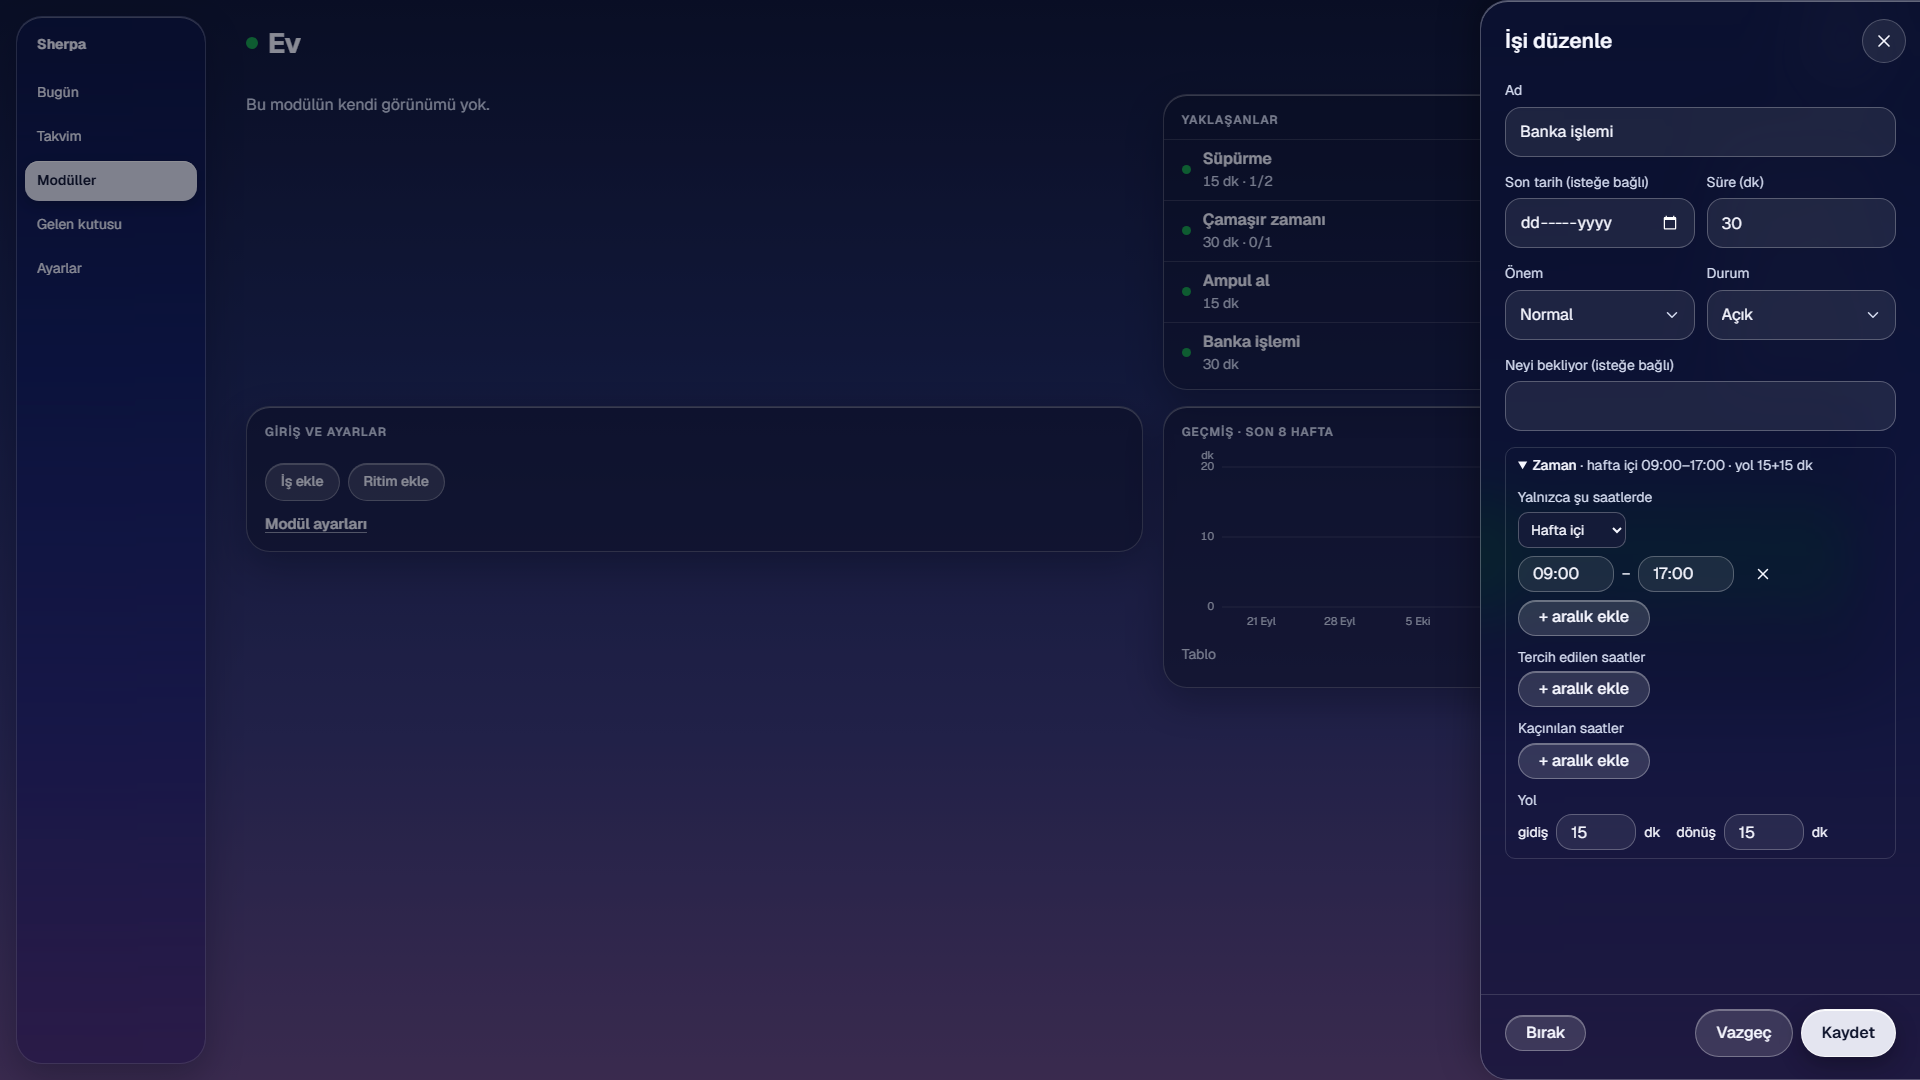 Sherpa
Bugün
Takvim
Modüller
Gelen kutusu
Ayarlar
Ev
Bu modülün kendi görünümü yok.
YAKLAŞANLAR
Süpürme
15 dk · 1/2
Çamaşır zamanı
30 dk · 0/1
Ampul al
15 dk
Banka işlemi
30 dk
GİRİŞ VE AYARLAR
İş ekle
Ritim ekle
Modül ayarları
GEÇMİŞ · SON 8 HAFTA
dk
20
10
0
21 Eyl 28 Eyl 5 Eki
Tablo
İşi düzenle
Ad
Banka işlemi
Son tarih (isteğe bağlı) Süre (dk)
dd-----yyyy 30
Önem Durum
Normal Açık
Neyi bekliyor (isteğe bağlı)
▼ Zaman · hafta içi 09:00–17:00 · yol 15+15 dk
Yalnızca şu saatlerde
Hafta içi
09:00 – 17:00
+ aralık ekle
Tercih edilen saatler
+ aralık ekle
Kaçınılan saatler
+ aralık ekle
Yol
gidiş 15 dk dönüş 15 dk
Bırak Vazgeç Kaydet